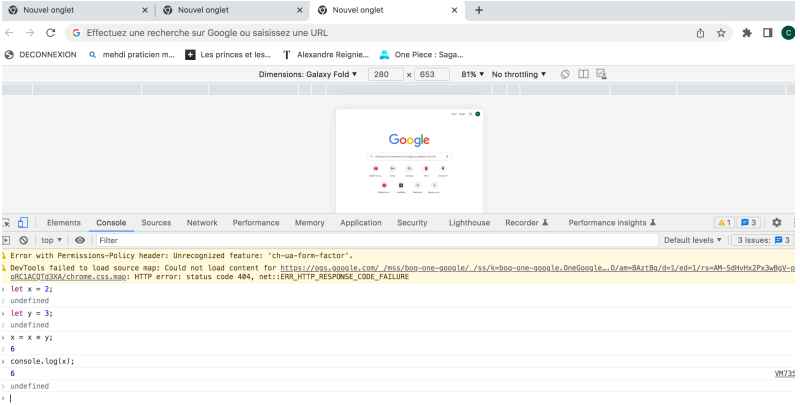 Nouvel onglet × Nouvel onglet × Nouvel onglet × +
G Effectuez une recherche sur Google ou saisissez une URL C
DECONNEXION mehdi praticien m... Les princes et les... T Alexandre Reignie... One Piece : Saga...
Dimensions: Galaxy Fold ▼ 280 × 653 81% ▼ No throttling ▼
Google
Elements Console Sources Network Performance Memory Application Security Lighthouse Recorder Performance insights 1 3
top ▼ Filter Default levels ▼ 3 Issues: 3
Error with Permissions-Policy header: Unrecognized feature: 'ch-ua-form-factor'.
DevTools failed to load source map: Could not load content for https://ogs.google.com/_/mss/boq-one-google/_/ss/k=boq-one-google.OneGoogle….O/am=BAztBg/d=1/ed=1/rs=AM-SdHvHx2Px3wBgV-p
oRC1ACQTd3XA/chrome.css.map: HTTP error: status code 404, net::ERR_HTTP_RESPONSE_CODE_FAILURE
> let x = 2;
undefined
> let y = 3;
undefined
> x = x * y;
6
> console.log(x);
6 VM735
undefined
>